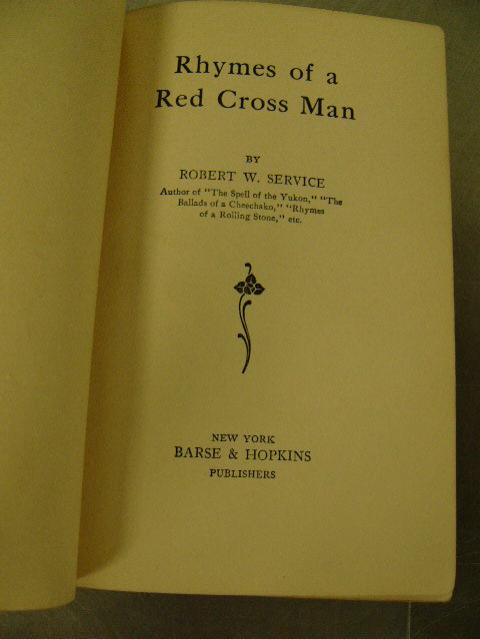 Rhymes of a
Red Cross Man
BY
ROBERT W. SERVICE
Author of "The Spell of the Yukon," "The
Ballads of a Cheechako," "Rhymes
of a Rolling Stone," etc.
NEW YORK
BARSE & HOPKINS
PUBLISHERS